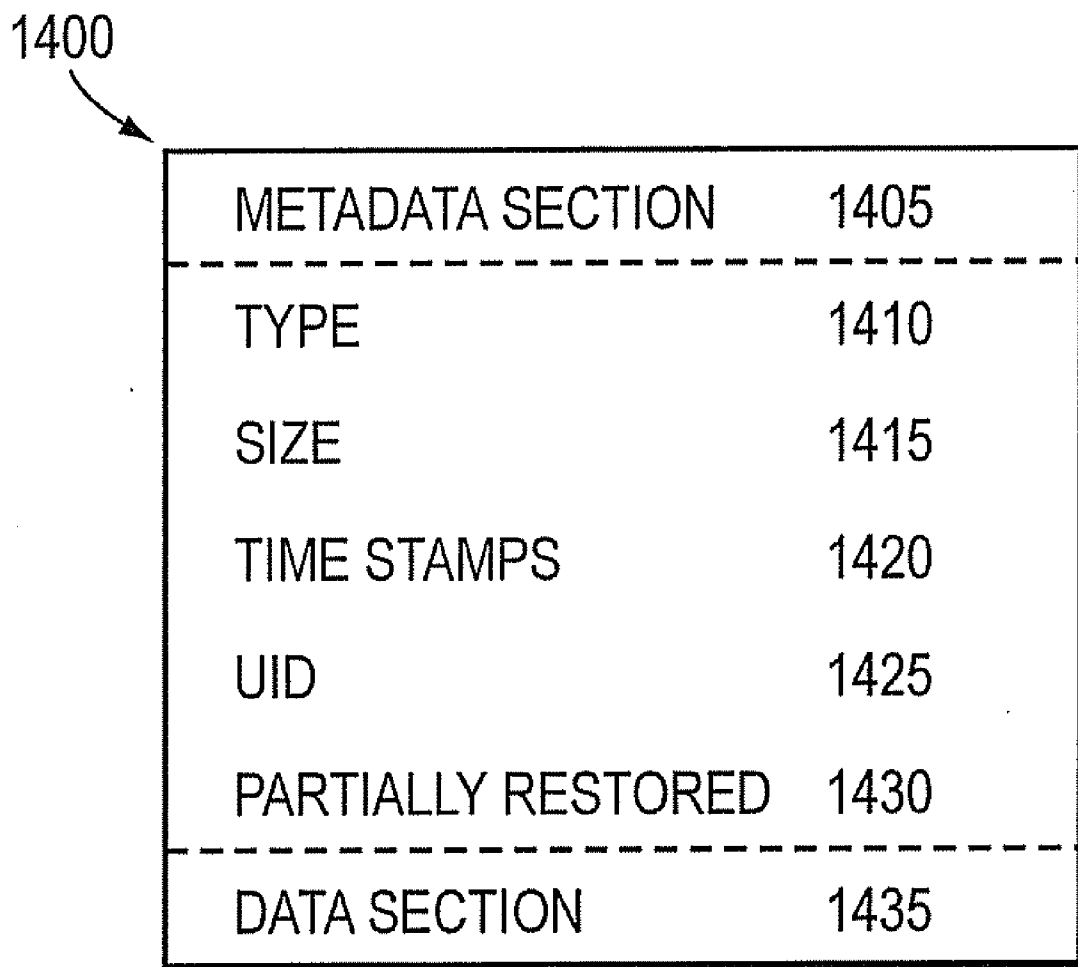 1400
METADATA SECTION 1405
TYPE 1410
SIZE 1415
TIME STAMPS 1420
UID 1425
PARTIALLY RESTORED 1430
DATA SECTION 1435